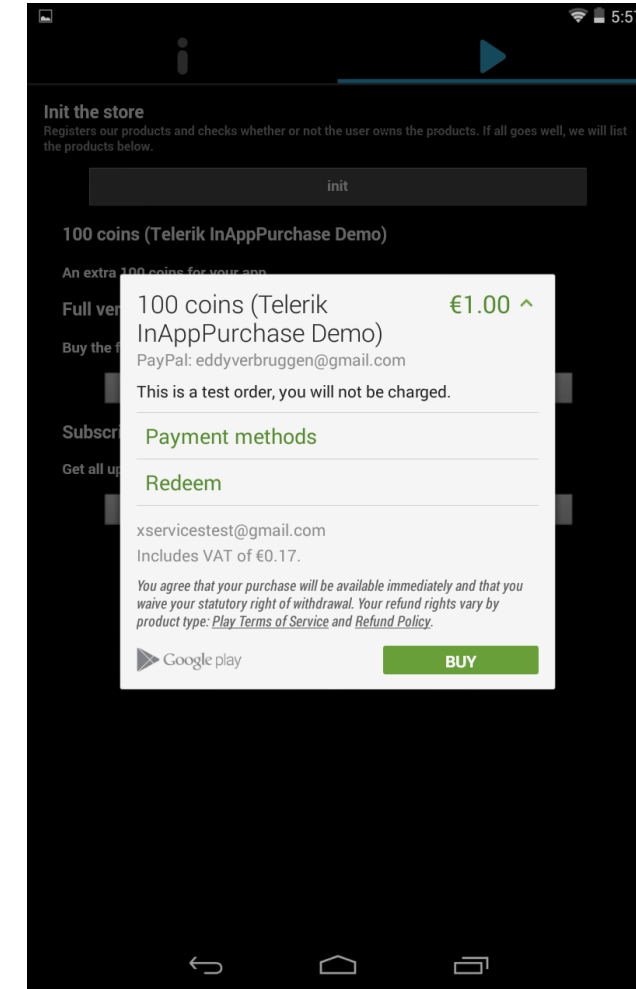 5:57
Init the store
Registers our products and checks whether or not the user owns the products. If all goes well, we will list
the products below.
init
100 coins (Telerik InAppPurchase Demo)
An extra 100 coins for your app
Full ver
Buy the f
Subscri
Get all up
100 coins (Telerik
InAppPurchase Demo)
€1.00
PayPal: eddyverbruggen@gmail.com
This is a test order, you will not be charged.
Payment methods
Redeem
xservicestest@gmail.com
Includes VAT of €0.17.
You agree that your purchase will be available immediately and that you
waive your statutory right of withdrawal. Your refund rights vary by
product type: Play Terms of Service and Refund Policy.
Google play
BUY